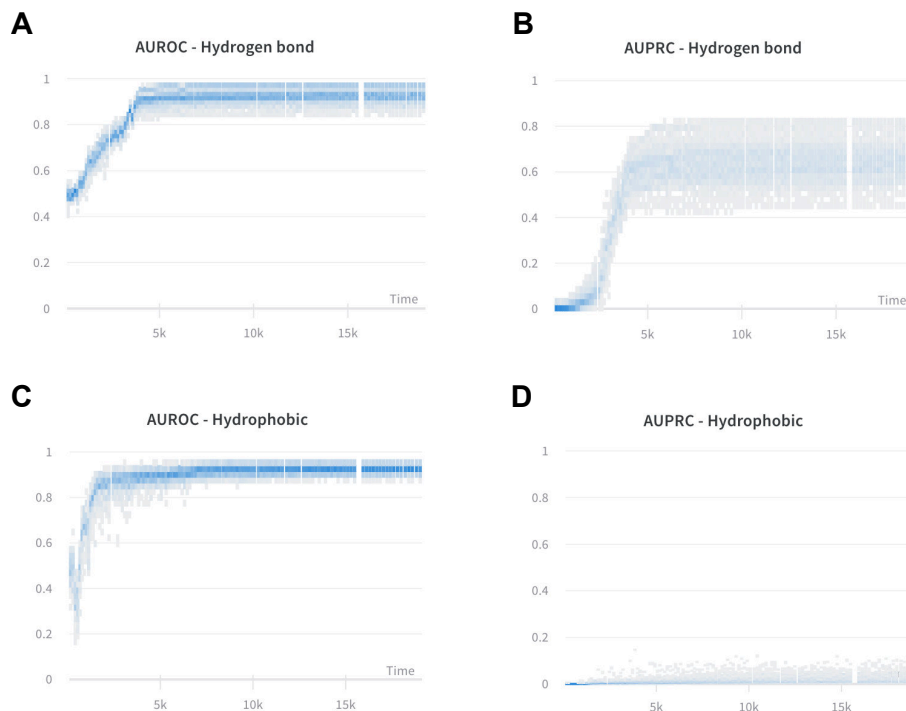 A
B
AUROC - Hydrogen bond
AUPRC - Hydrogen bond
1
0.8
0.6
0.4
0.2
0
Time
5k
10k
15k
1
0.8
0.6
0.4
0.2
0
Time
5k
10k
15k
C
D
AUROC - Hydrophobic
AUPRC - Hydrophobic
1
0.8
0.6
0.4
0.2
0
Time
5k
10k
15k
1
0.8
0.6
0.4
0.2
0
5k
10k
15k